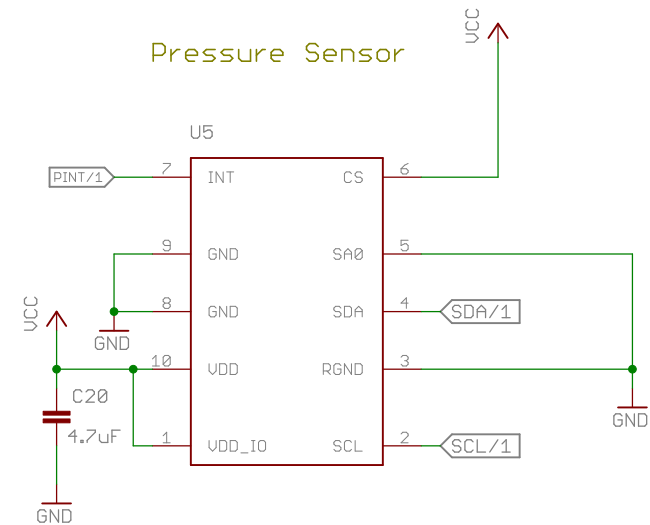 VCC
Pressure Sensor
U5
PINT/1 7 INT CS 6
9 GND SA0 5
8 GND SDA 4 SDA/1
VCC
GND
10 VDD RGND 3
C20
4.7uF
GND
1 VDD_IO SCL 2 SCL/1
GND